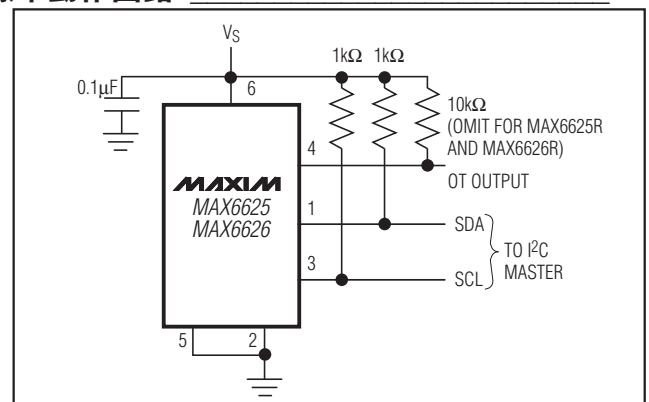 VS
1kΩ 1kΩ
0.1µF
6
10kΩ
(OMIT FOR MAX6625R
AND MAX6626R)
4
OT OUTPUT
MAXIM
MAX6625
MAX6626
1
SDA
TO I2C
MASTER
3
SCL
5
2